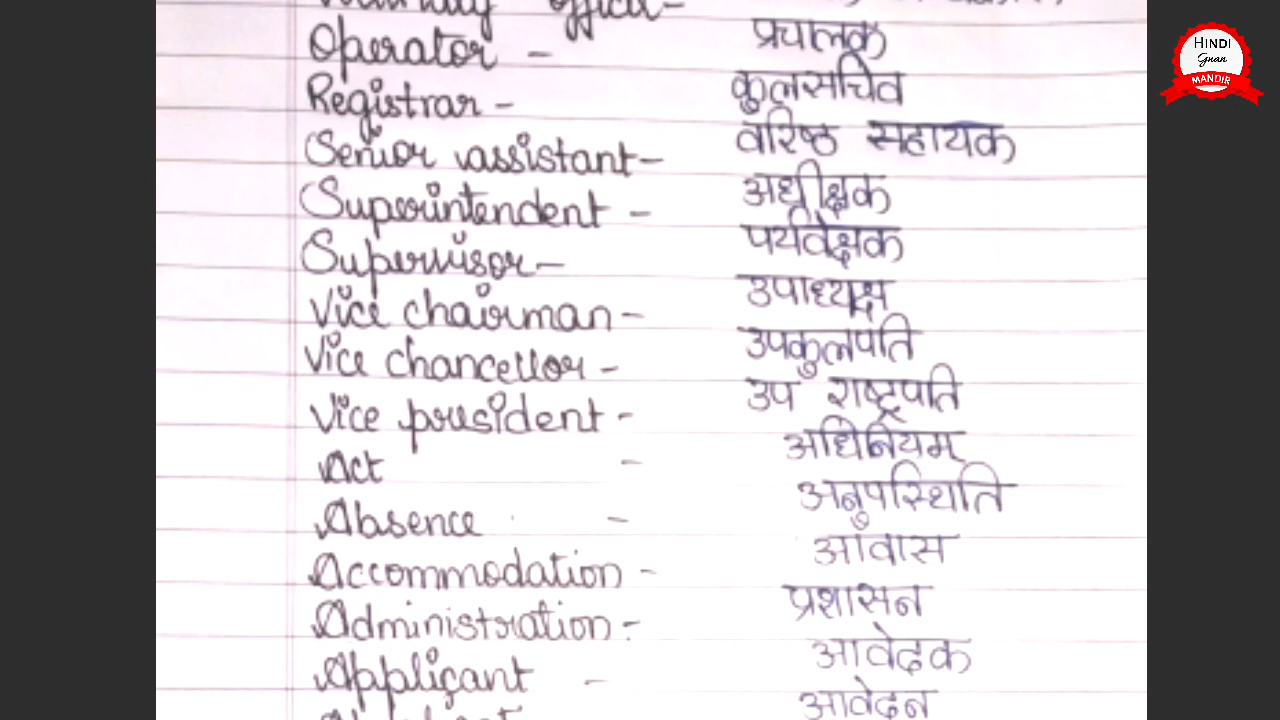 Operator - प्रचालक
Registrar - कुलसचिव
Senior assistant - वरिष्ठ सहायक
Superintendent - अधीक्षक
Supervisor - पर्यवेक्षक
Vice chairman - उपाध्यक्ष
Vice chancellor - उपकुलपति
Vice president - उप राष्ट्रपति
Act - अधिनियम
Absence - अनुपस्थिति
Accommodation - आवास
Administration - प्रशासन
Applicant - आवेदक
आवेदन
HINDI
Gyan
MANDIR